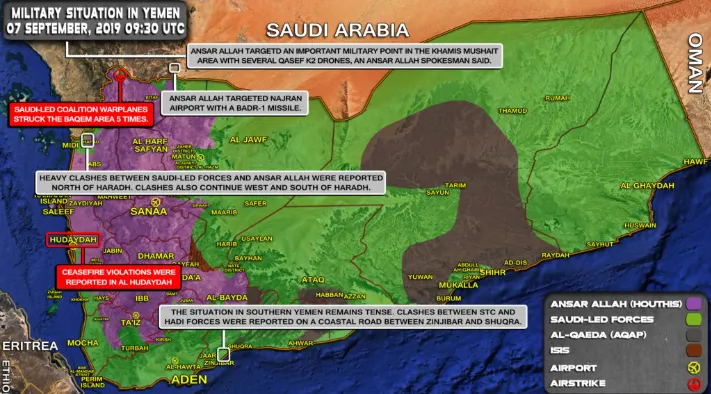 MILITARY SITUATION IN YEMEN
07 SEPTEMBER, 2019 09:30 UTC
SAUDI ARABIA
OMAN
ANSAR ALLAH TARGETD AN IMPORTANT MILITARY POINT IN THE KHAMIS MUSHAIT
AREA WITH SEVERAL QASEF K2 DRONES, AN ANSAR ALLAH SPOKESMAN SAID.
ANSAR ALLAH TARGETED NAJRAN
AIRPORT WITH A BADR-1 MISSILE.
SAUDI-LED COALITION WARPLANES
STRUCK THE BAQEM AREA 5 TIMES.
RUMAH
THAMUD
MIDI
AL HARF
SAFYAN
AL JAWF
MATUN
ABS
HAWF
HEAVY CLASHES BETWEEN SAUDI-LED FORCES AND ANSAR ALLAH WERE REPORTED
NORTH OF HARADH. CLASHES ALSO CONTINUE WEST AND SOUTH OF HARADH.
TARIM
SAYUN
AL GHAYDAH
ISLAND
ZAYDIYAH
SALEEF
SANAA
MAARIB
SAFER
HUSWAIN
HUDAYDAH
JABIN
DHAMAR
HARIB
USAYLAN
BAYHAN
SAYHUT
RAYDAH
AD-DIS
CEASEFIRE VIOLATIONS WERE
REPORTED IN AL HUDAYDAH
ATAQ
YUWAN
SHIHR
MUKALLA
BURUM
HAYS
IBB
AL-BAYDA
HABBAN
AZZAN
THE SITUATION IN SOUTHERN YEMEN REMAINS TENSE. CLASHES BETWEEN STC AND
HADI FORCES WERE REPORTED ON A COASTAL ROAD BETWEEN ZINJIBAR AND SHUQRA.
TA'IZ
ERITREA
MOCHA
TURBAH
SHUQRA
AHWAR
JAAR
ZINJIBAR
AL-HAWTA
ADEN
PERIM
ISLAND
ETHIO
ANSAR ALLAH (HOUTHIS)
SAUDI-LED FORCES
AL-QAEDA (AQAP)
ISIS
AIRPORT
AIRSTRIKE